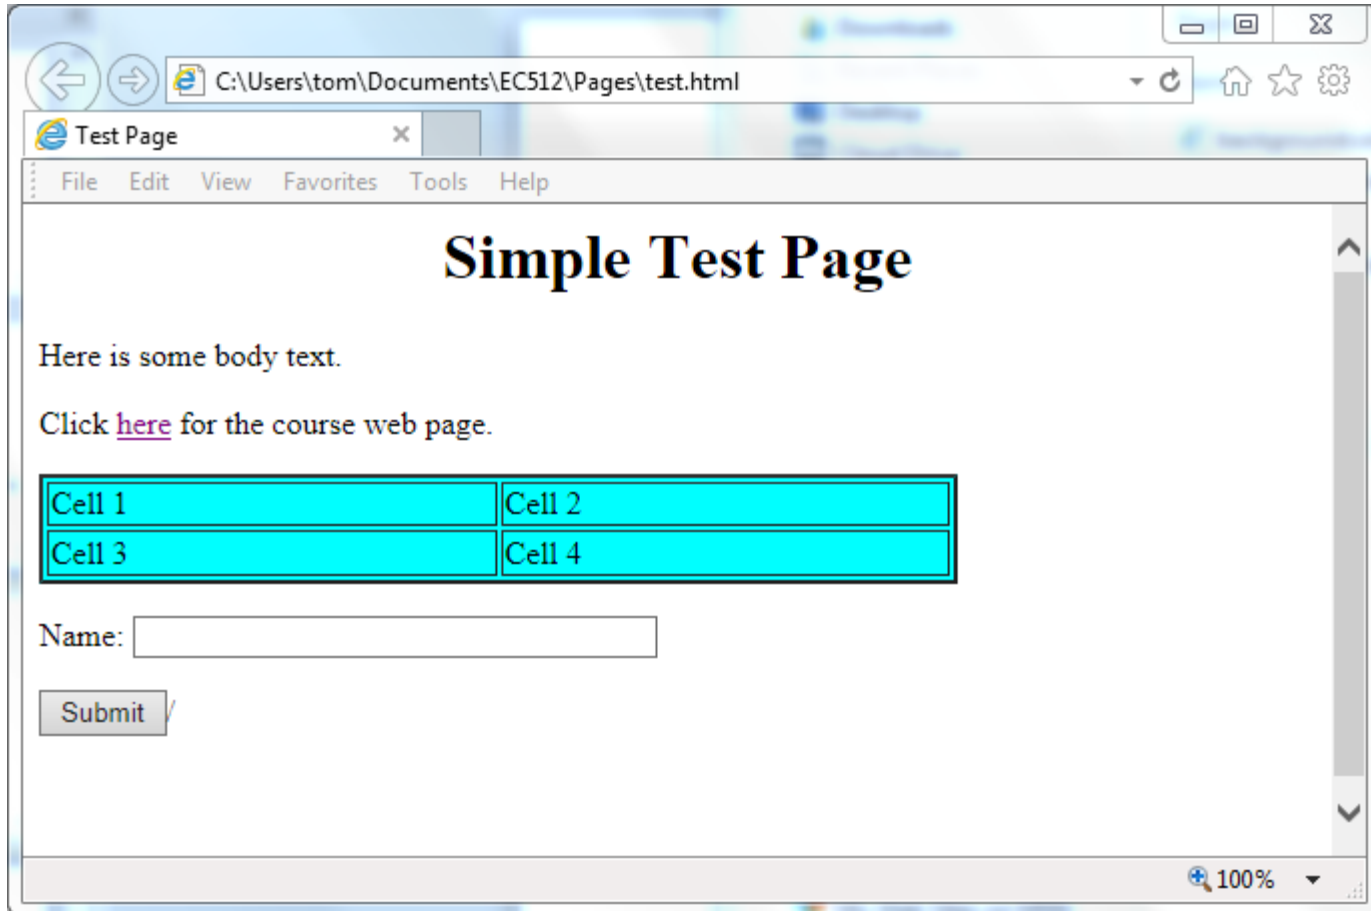 Downloads
Desktop
C:\Users\tom\Documents\EC512\Pages\test.html
Test Page
File Edit View Favorites Tools Help
Simple Test Page
Here is some body text.
Click here for the course web page.
Cell 1 Cell 2
Cell 3 Cell 4
Name:
Submit /
100%